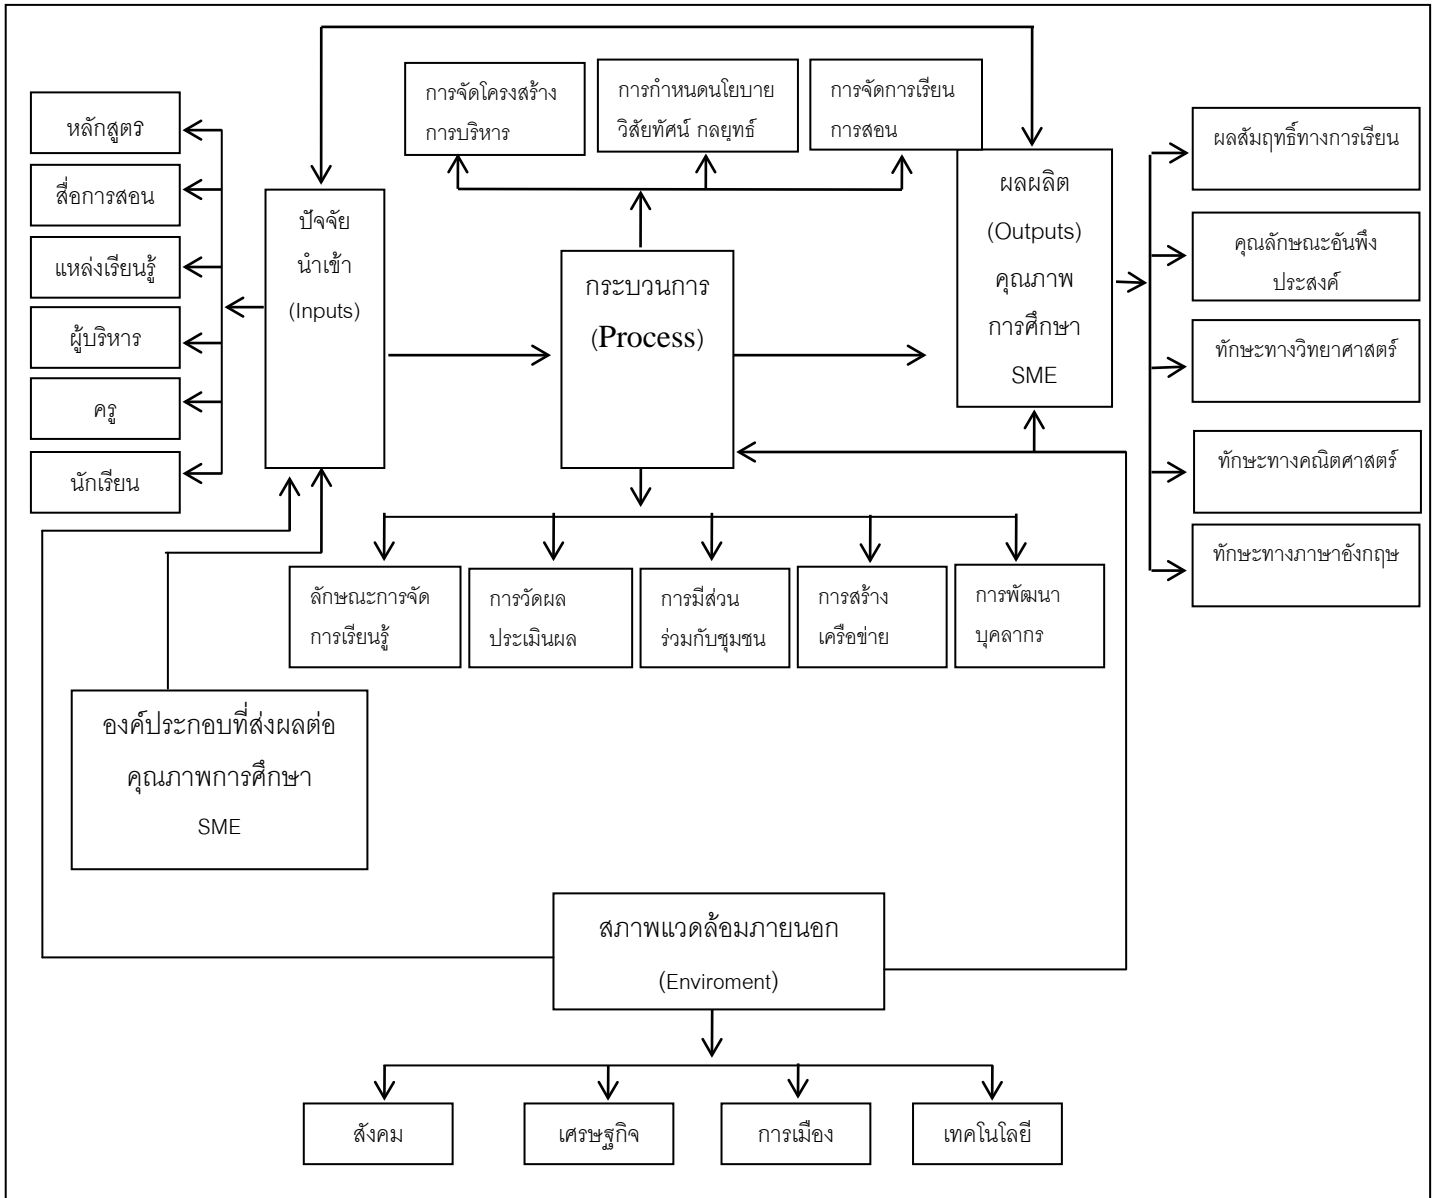 การจัดโครงสร้าง
การบริหาร
การกำหนดนโยบาย
วิสัยทัศน์ กลยุทธ์
การจัดการเรียน
การสอน
หลักสูตร
สื่อการสอน
แหล่งเรียนรู้
ผู้บริหาร
ครู
นักเรียน
ปัจจัย
นำเข้า
(Inputs)
กระบวนการ
(Process)
ผลผลิต
(Outputs)
คุณภาพ
การศึกษา
SME
ผลสัมฤทธิ์ทางการเรียน
คุณลักษณะอันพึง
ประสงค์
ทักษะทางวิทยาศาสตร์
ทักษะทางคณิตศาสตร์
ทักษะทางภาษาอังกฤษ
ลักษณะการจัด
การเรียนรู้
การวัดผล
ประเมินผล
การมีส่วน
ร่วมกับชุมชน
การสร้าง
เครือข่าย
การพัฒนา
บุคลากร
องค์ประกอบที่ส่งผลต่อ
คุณภาพการศึกษา
SME
สภาพแวดล้อมภายนอก
(Enviroment)
สังคม
เศรษฐกิจ
การเมือง
เทคโนโลยี